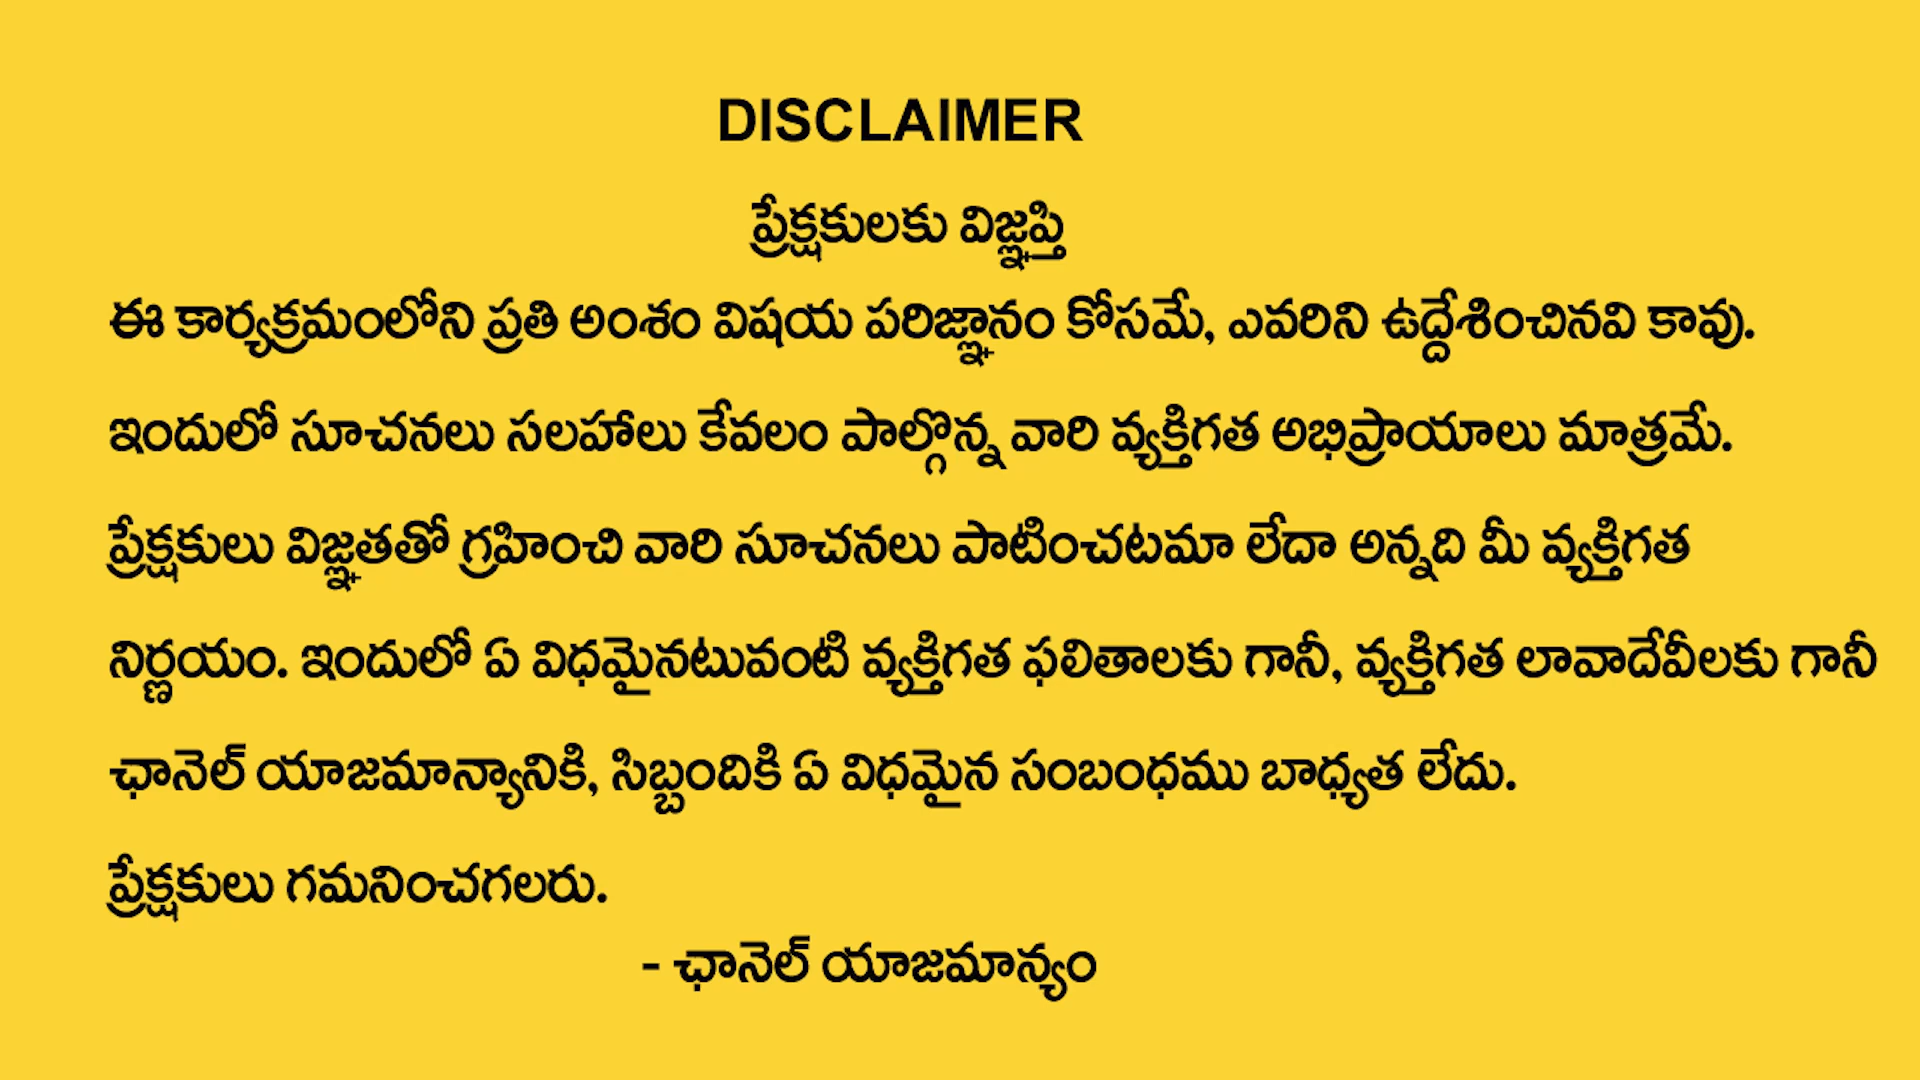 DISCLAIMER
ప్రేక్షకులకు విజ్ఞప్తి
ఈ కార్యక్రమంలోని ప్రతి అంశం విషయ పరిజ్ఞానం కోసమే, ఎవరిని ఉద్దేశించినవి కావు.
ఇందులో సూచనలు సలహాలు కేవలం పాల్గొన్న వారి వ్యక్తిగత అభిప్రాయాలు మాత్రమే.
ప్రేక్షకులు విజ్ఞతతో గ్రహించి వారి సూచనలు పాటించటమా లేదా అన్నది మీ వ్యక్తిగత
నిర్ణయం. ఇందులో ఏ విధమైనటువంటి వ్యక్తిగత ఫలితాలకు గానీ, వ్యక్తిగత లావాదేవీలకు గానీ
ఛానెల్ యాజమాన్యానికి, సిబ్బందికి ఏ విధమైన సంబంధము బాధ్యత లేదు.
ప్రేక్షకులు గమనించగలరు.
- ఛానెల్ యాజమాన్యం